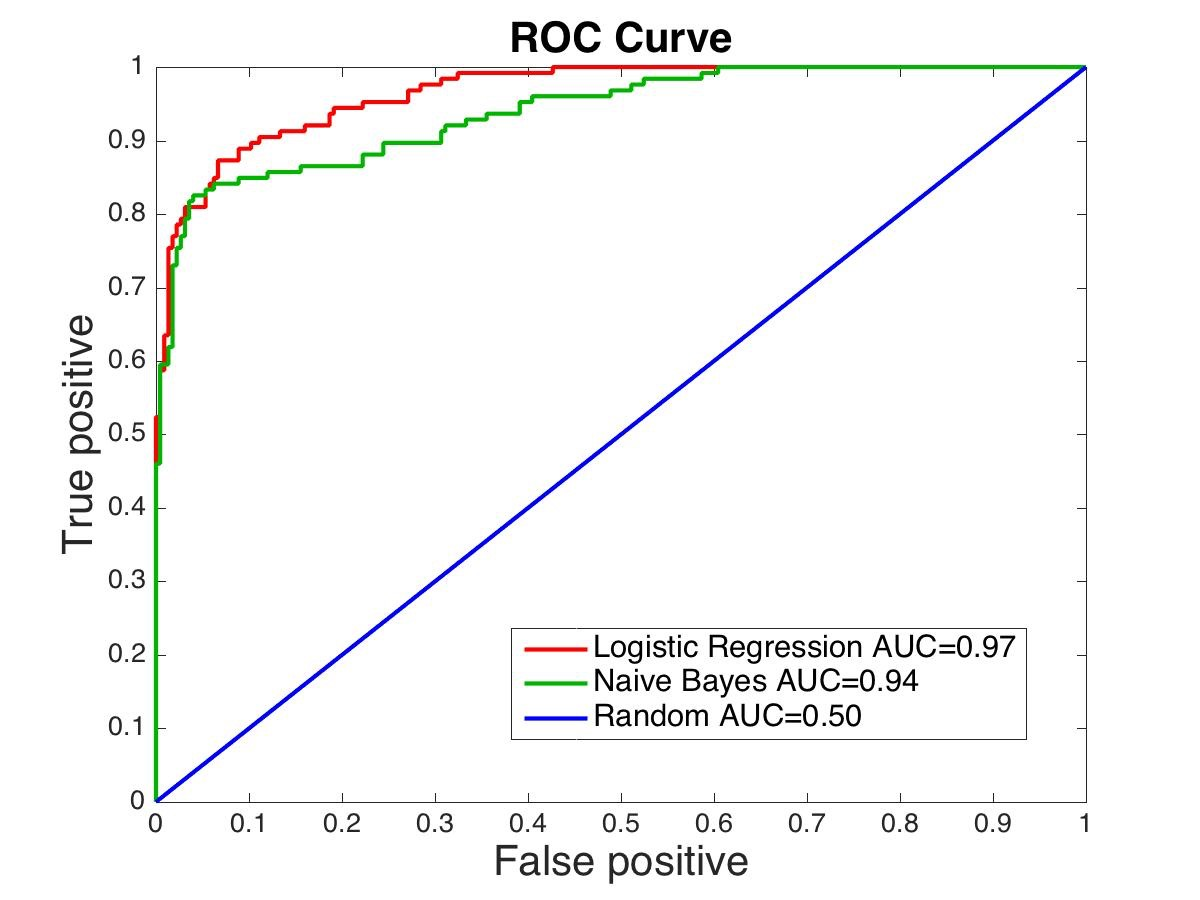 ROC Curve
1
0.9
0.8
0.7
0.6
0.5
0.4
0.3
0.2
0.1
0
True positive
Logistic Regression AUC=0.97
Naive Bayes AUC=0.94
Random AUC=0.50
0 0.1 0.2 0.3 0.4 0.5 0.6 0.7 0.8 0.9 1
False positive